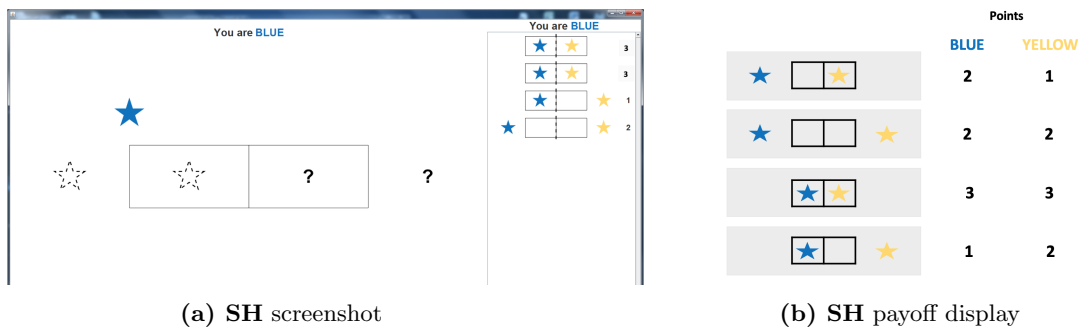 You are BLUE
? ?
You are BLUE
3
3
1
2
(a) SH screenshot
Points
BLUE YELLOW
2 1
2 2
3 3
1 2
(b) SH payoff display